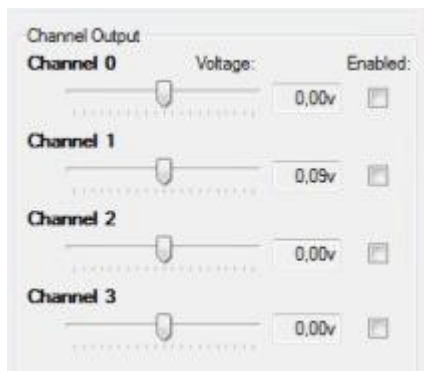 Channel Output
Channel 0 Voltage: Enabled:
0,00v
Channel 1
0,09v
Channel 2
0,00v
Channel 3
0,00v